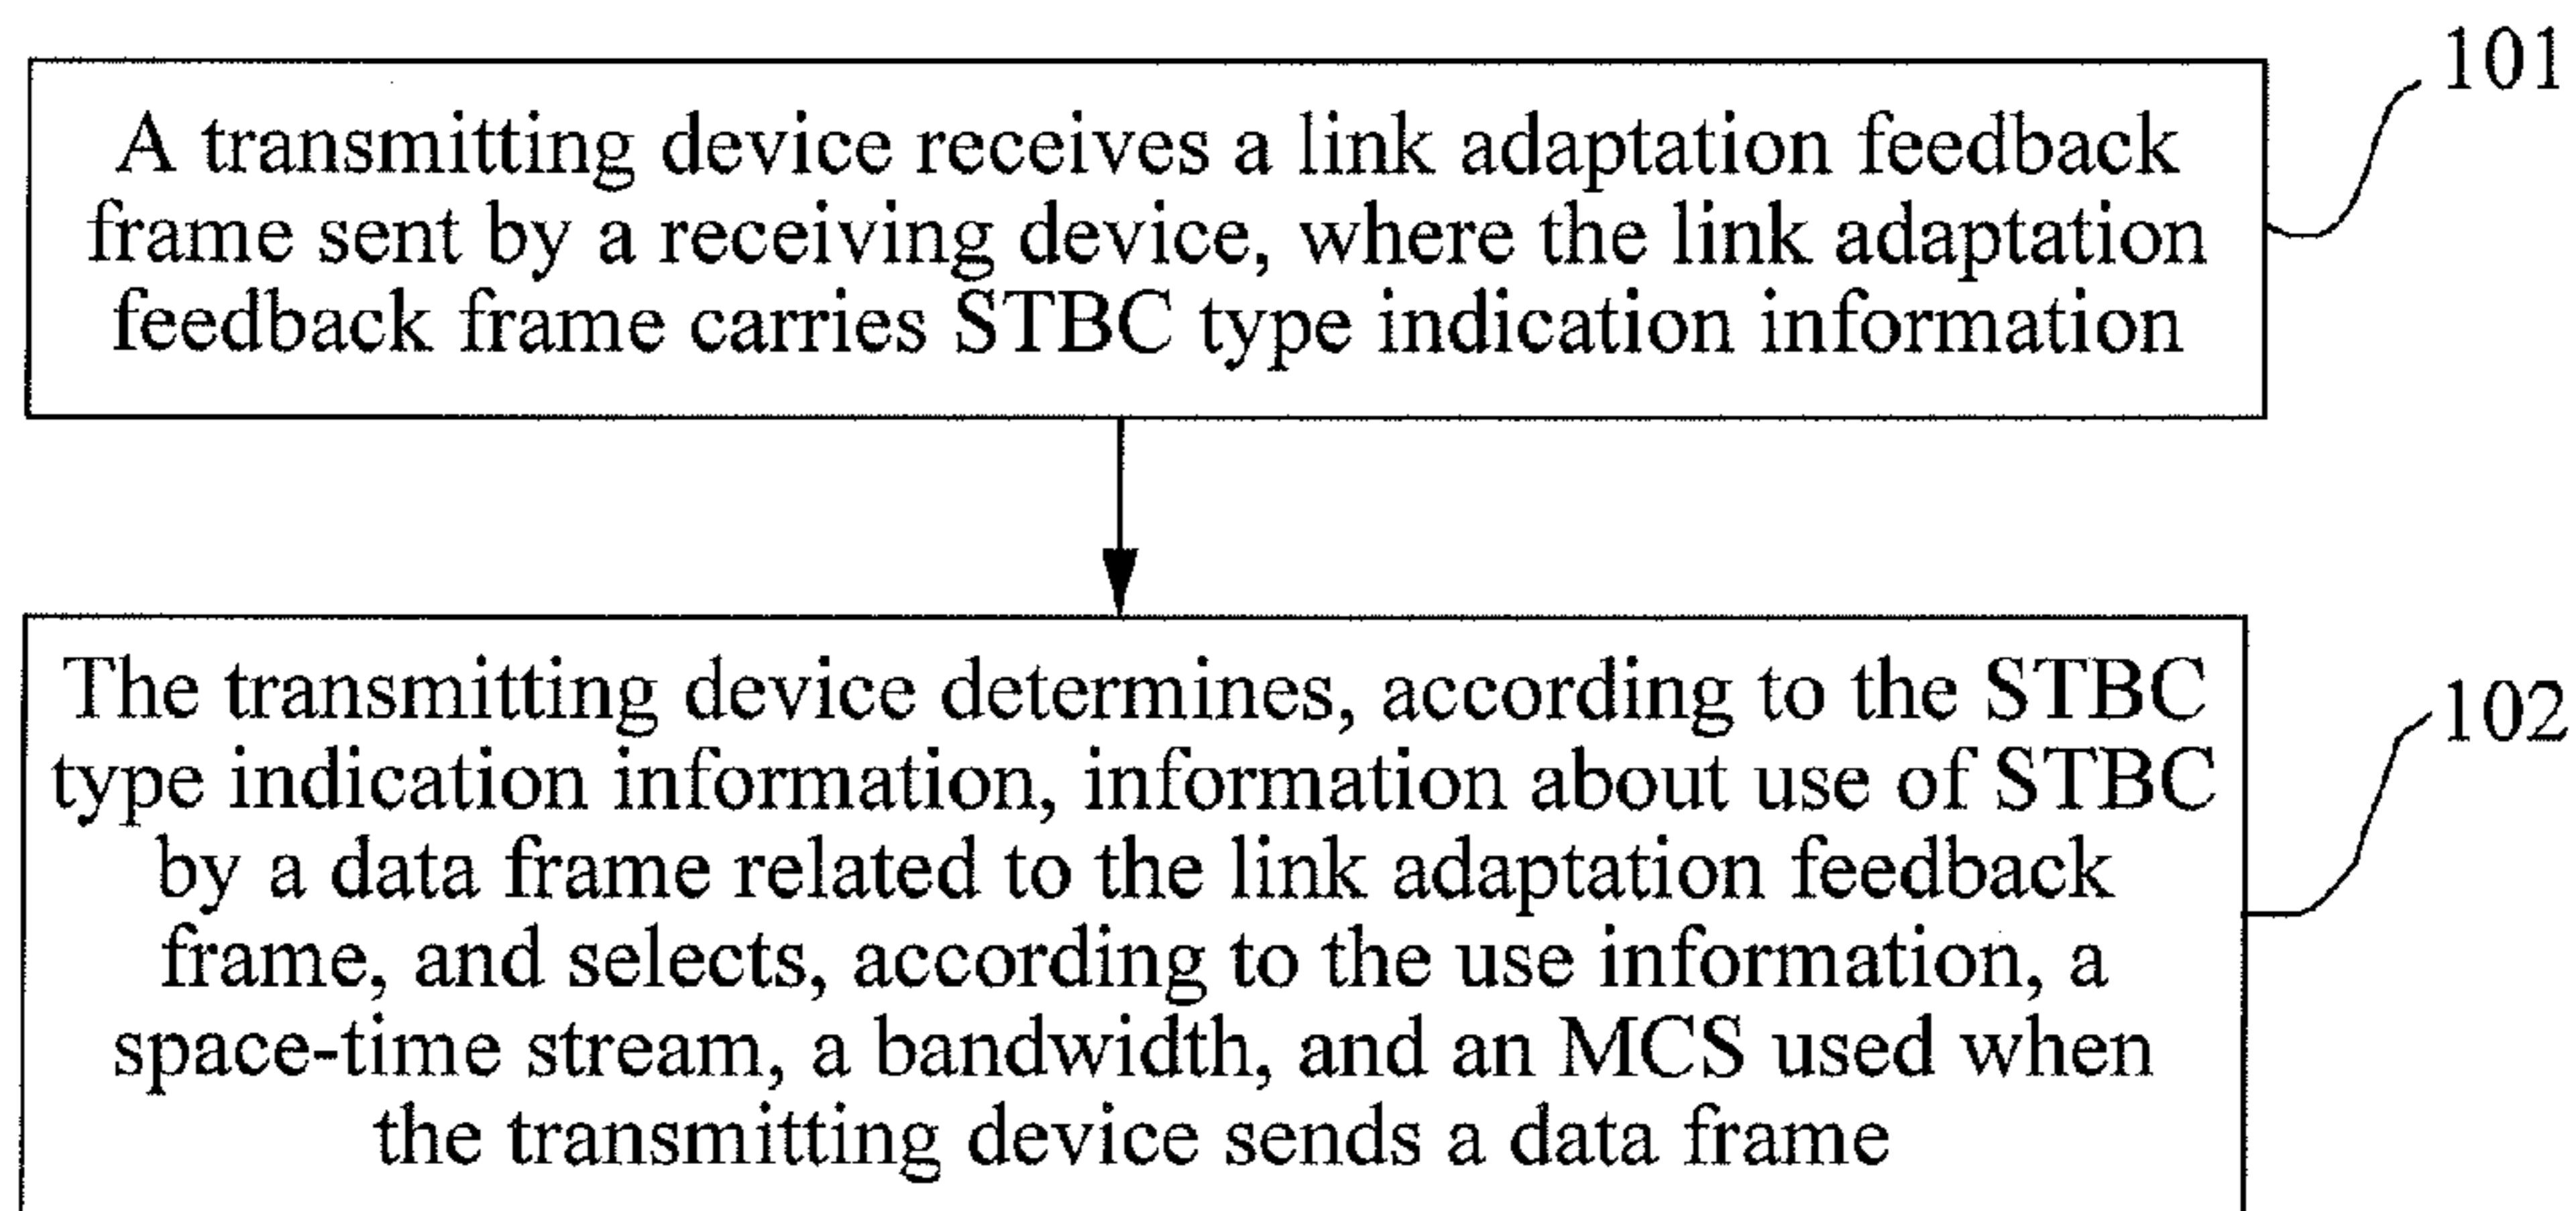 101
A transmitting device receives a link adaptation feedback
frame sent by a receiving device, where the link adaptation
feedback frame carries STBC type indication information
102
The transmitting device determines, according to the STBC
type indication information, information about use of STBC
by a data frame related to the link adaptation feedback
frame, and selects, according to the use information, a
space-time stream, a bandwidth, and an MCS used when
the transmitting device sends a data frame